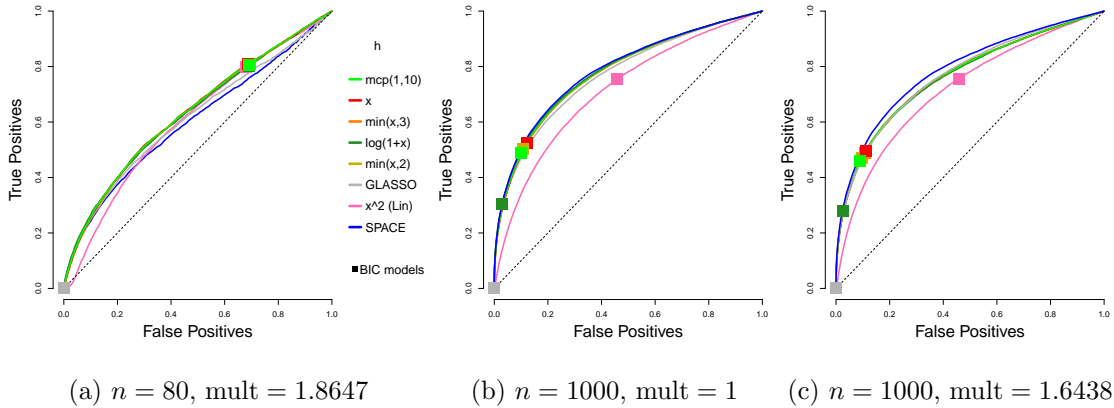 True Positives
0.0 0.2 0.4 0.6 0.8 1.0
0.0 0.2 0.4 0.6 0.8 1.0
False Positives
h
mcp(1,10)
x
min(x,3)
log(1+x)
min(x,2)
GLASSO
x^2 (Lin)
SPACE
BIC models
True Positives
0.0 0.2 0.4 0.6 0.8 1.0
0.0 0.2 0.4 0.6 0.8 1.0
False Positives
True Positives
0.0 0.2 0.4 0.6 0.8 1.0
0.0 0.2 0.4 0.6 0.8 1.0
False Positives
(a) n = 80, mult = 1.8647
(b) n = 1000, mult = 1
(c) n = 1000, mult = 1.6438